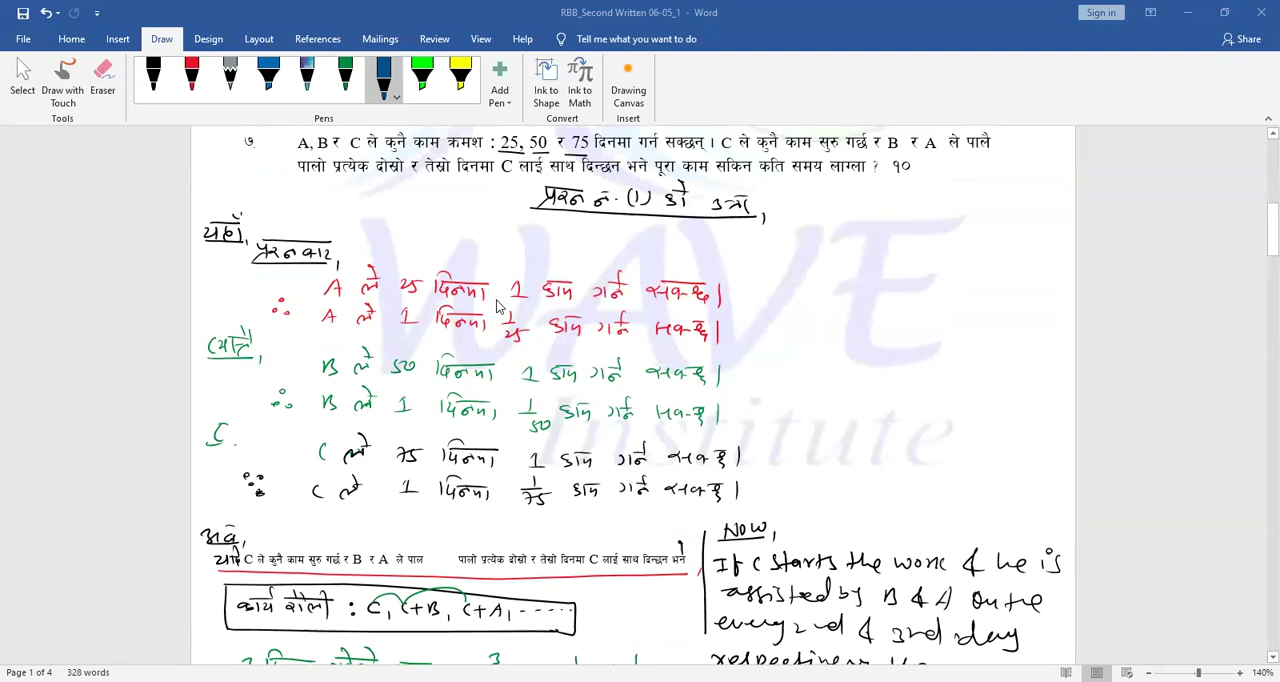 RBB_Second Written 06-05_1 - Word
Sign in
File Home Insert Draw Design Layout References Mailings Review View Help Tell me what you want to do Share
Select Draw with Touch Eraser Add Pen Ink to Shape Ink to Math Drawing Canvas
Tools Pens Convert Insert
७. A, B र C ले कुनै काम क्रमश : 25, 50 र 75 दिनमा गर्न सक्छन् । C ले कुनै काम सुरु गर्छ र B र A ले पालै
पालो प्रत्येक दोस्रो र तेस्रो दिनमा C लाई साथ दिन्छन भने पूरा काम सकिन कति समय लाग्ला ? १०
प्रश्न नं. (1) को उत्तर,
यहाँ,
प्रश्नबाट,
A ले 25 दिनमा 1 काम गर्न सक्छ|
∴ A ले 1 दिनमा 1/25 काम गर्न सक्छ|
त्यस्तै,
B ले 50 दिनमा 1 काम गर्न सक्छ|
∴ B ले 1 दिनमा 1/50 काम गर्न सक्छ|
C ले 75 दिनमा 1 काम गर्न सक्छ|
∴ C ले 1 दिनमा 1/75 काम गर्न सक्छ|
WAVE
Institute
अब,
यदि C ले कुनै काम सुरु गर्छ र B र A ले पाल पालो प्रत्येक दोस्रो र तेस्रो दिनमा C लाई साथ दिन्छन भने,
कार्य शैली : C, C+B, C+A, ......
Now,
If C starts the work & he is
assisted by B & A on the
every 2nd & 3rd day
Page 1 of 4 328 words 140%